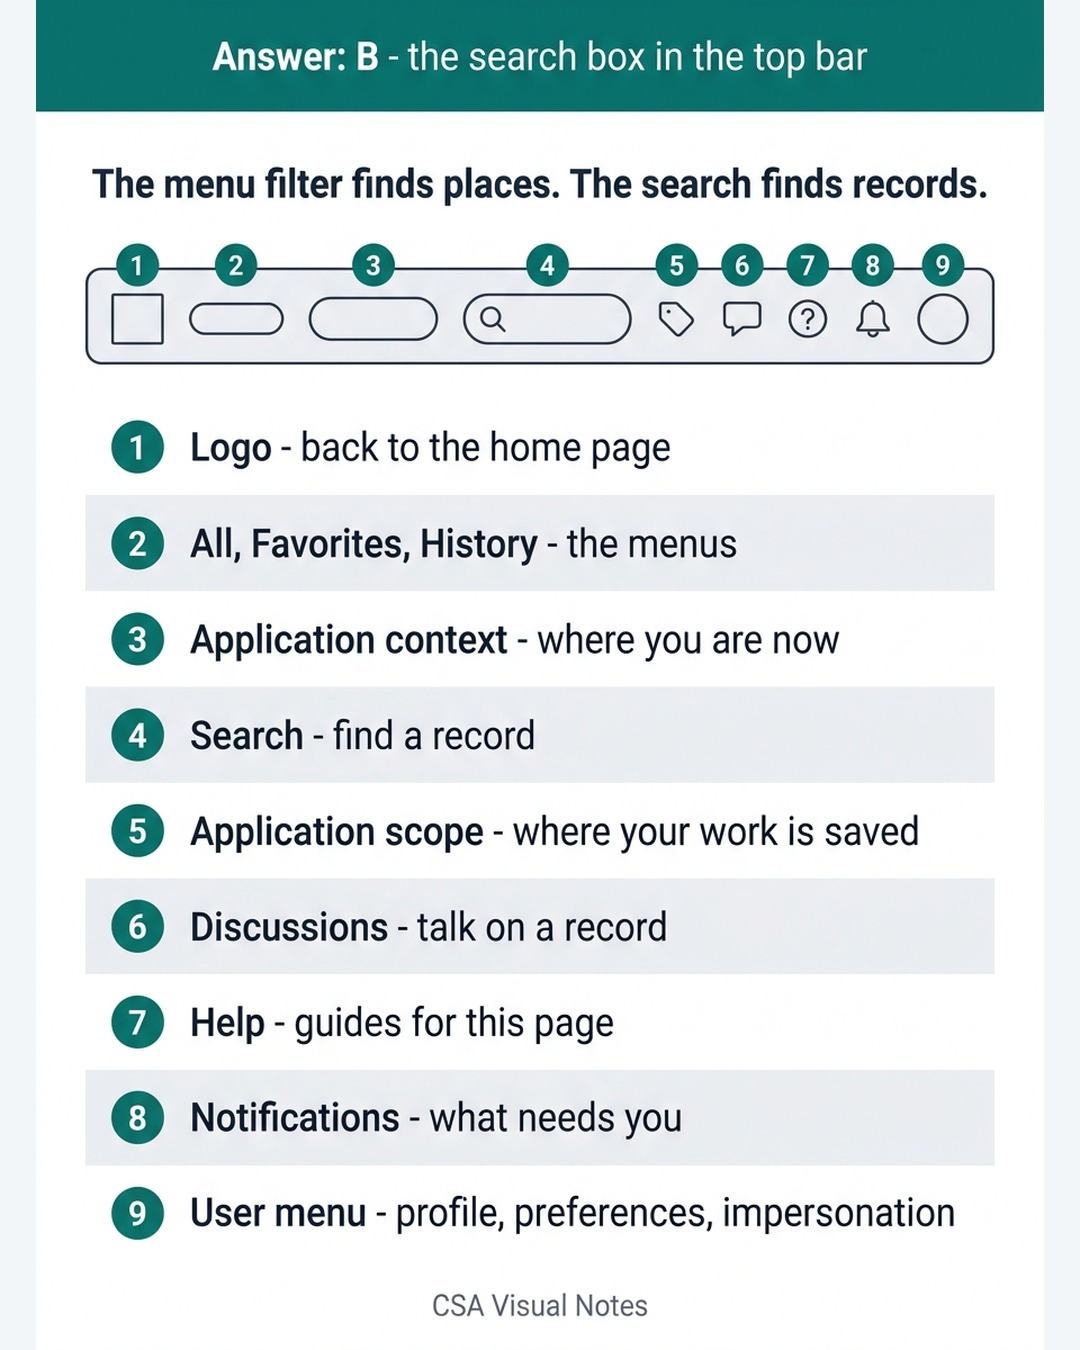 Answer: B - the search box in the top bar
The menu filter finds places. The search finds records.
1 2 3 4 5 6 7 8 9
?
1 Logo - back to the home page
2 All, Favorites, History - the menus
3 Application context - where you are now
4 Search - find a record
5 Application scope - where your work is saved
6 Discussions - talk on a record
7 Help - guides for this page
8 Notifications - what needs you
9 User menu - profile, preferences, impersonation
CSA Visual Notes